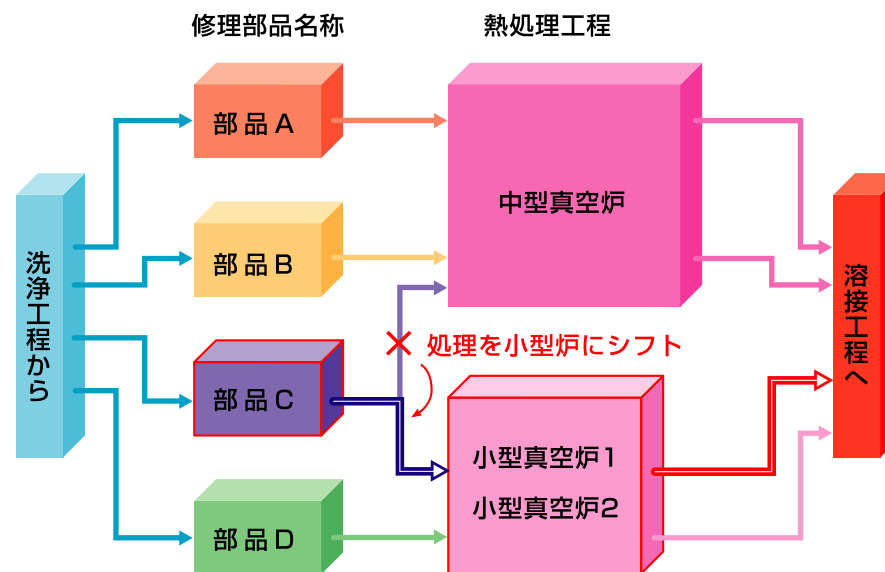 修理部品名称
熱処理工程
洗浄工程から
部品A
部品B
部品C
部品D
中型真空炉
処理を小型炉にシフト
小型真空炉1
小型真空炉2
溶接工程へ